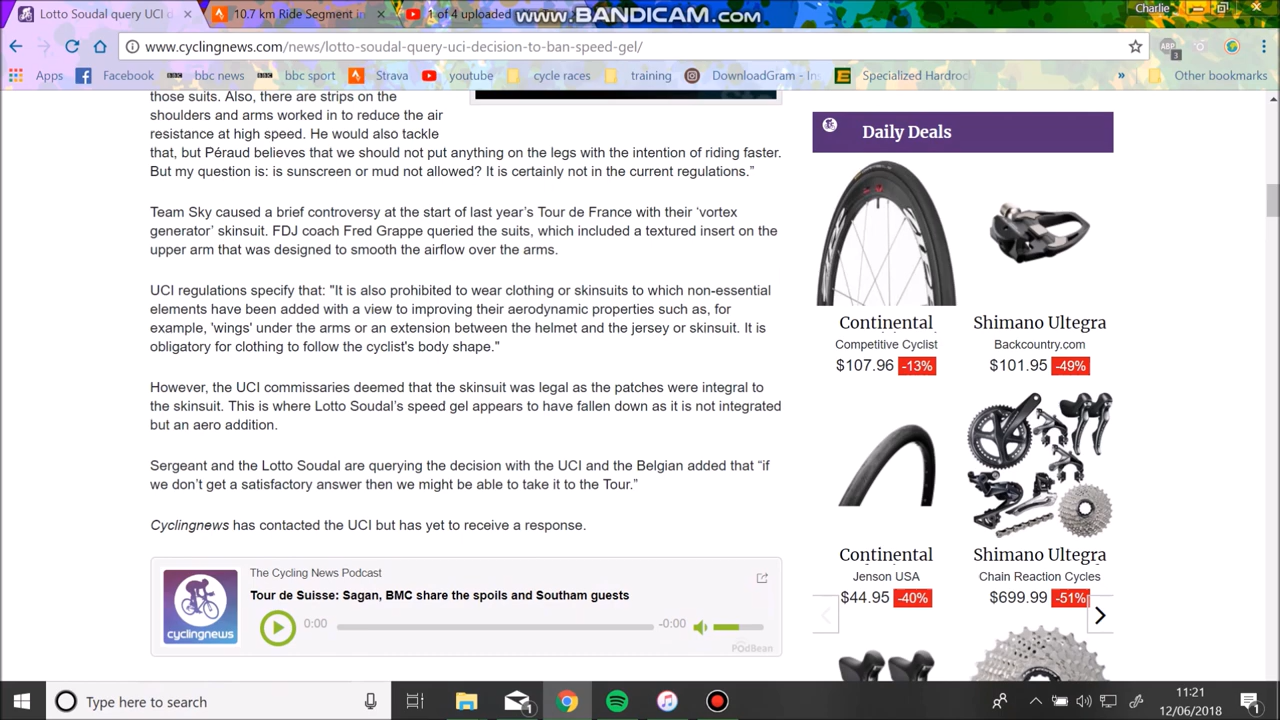 Lotto Soudal query UCI d
10.7 km Ride Segment in
1 of 4 uploaded
www.BANDICAM.com
Charlie
www.cyclingnews.com/news/lotto-soudal-query-uci-decision-to-ban-speed-gel/
ABP
3
Apps
Facebook
bbc news
bbc sport
Strava
youtube
cycle races
training
DownloadGram - In
Specialized Hardroc
»
Other bookmarks
those suits. Also, there are strips on the
shoulders and arms worked in to reduce the air
resistance at high speed. He would also tackle
that, but Péraud believes that we should not put anything on the legs with the intention of riding faster.
But my question is: is sunscreen or mud not allowed? It is certainly not in the current regulations.”
Team Sky caused a brief controversy at the start of last year’s Tour de France with their ‘vortex
generator’ skinsuit. FDJ coach Fred Grappe queried the suits, which included a textured insert on the
upper arm that was designed to smooth the airflow over the arms.
UCI regulations specify that: "It is also prohibited to wear clothing or skinsuits to which non-essential
elements have been added with a view to improving their aerodynamic properties such as, for
example, 'wings' under the arms or an extension between the helmet and the jersey or skinsuit. It is
obligatory for clothing to follow the cyclist's body shape."
However, the UCI commissaries deemed that the skinsuit was legal as the patches were integral to
the skinsuit. This is where Lotto Soudal’s speed gel appears to have fallen down as it is not integrated
but an aero addition.
Sergeant and the Lotto Soudal are querying the decision with the UCI and the Belgian added that “if
we don’t get a satisfactory answer then we might be able to take it to the Tour.”
Cyclingnews has contacted the UCI but has yet to receive a response.
cyclingnews
The Cycling News Podcast
Tour de Suisse: Sagan, BMC share the spoils and Southam guests
0:00
-0:00
PodBean
Daily Deals
Continental
Competitive Cyclist
$107.96 -13%
Shimano Ultegra
Backcountry.com
$101.95 -49%
Continental
Jenson USA
$44.95 -40%
Shimano Ultegra
Chain Reaction Cycles
$699.99 -51%
Type here to search
1
11:21
12/06/2018
1